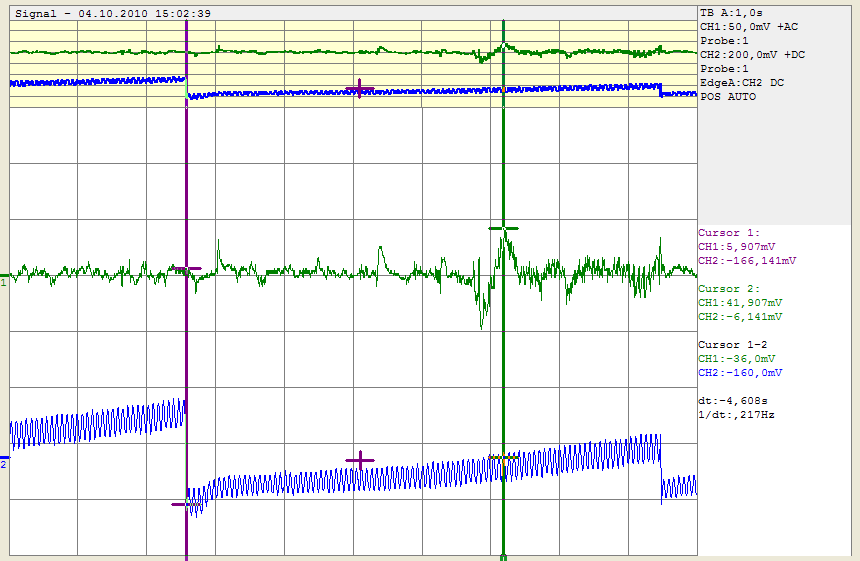 Signal - 04.10.2010 15:02:39
TB A:1,0s
CH1:50,0mV +AC
Probe:1
CH2:200,0mV +DC
Probe:1
EdgeA:CH2 DC
POS AUTO
Cursor 1:
CH1:5,907mV
CH2:-166,141mV
Cursor 2:
CH1:41,907mV
CH2:-6,141mV
Cursor 1-2
CH1:-36,0mV
CH2:-160,0mV
dt:-4,608s
1/dt:,217Hz
1
2